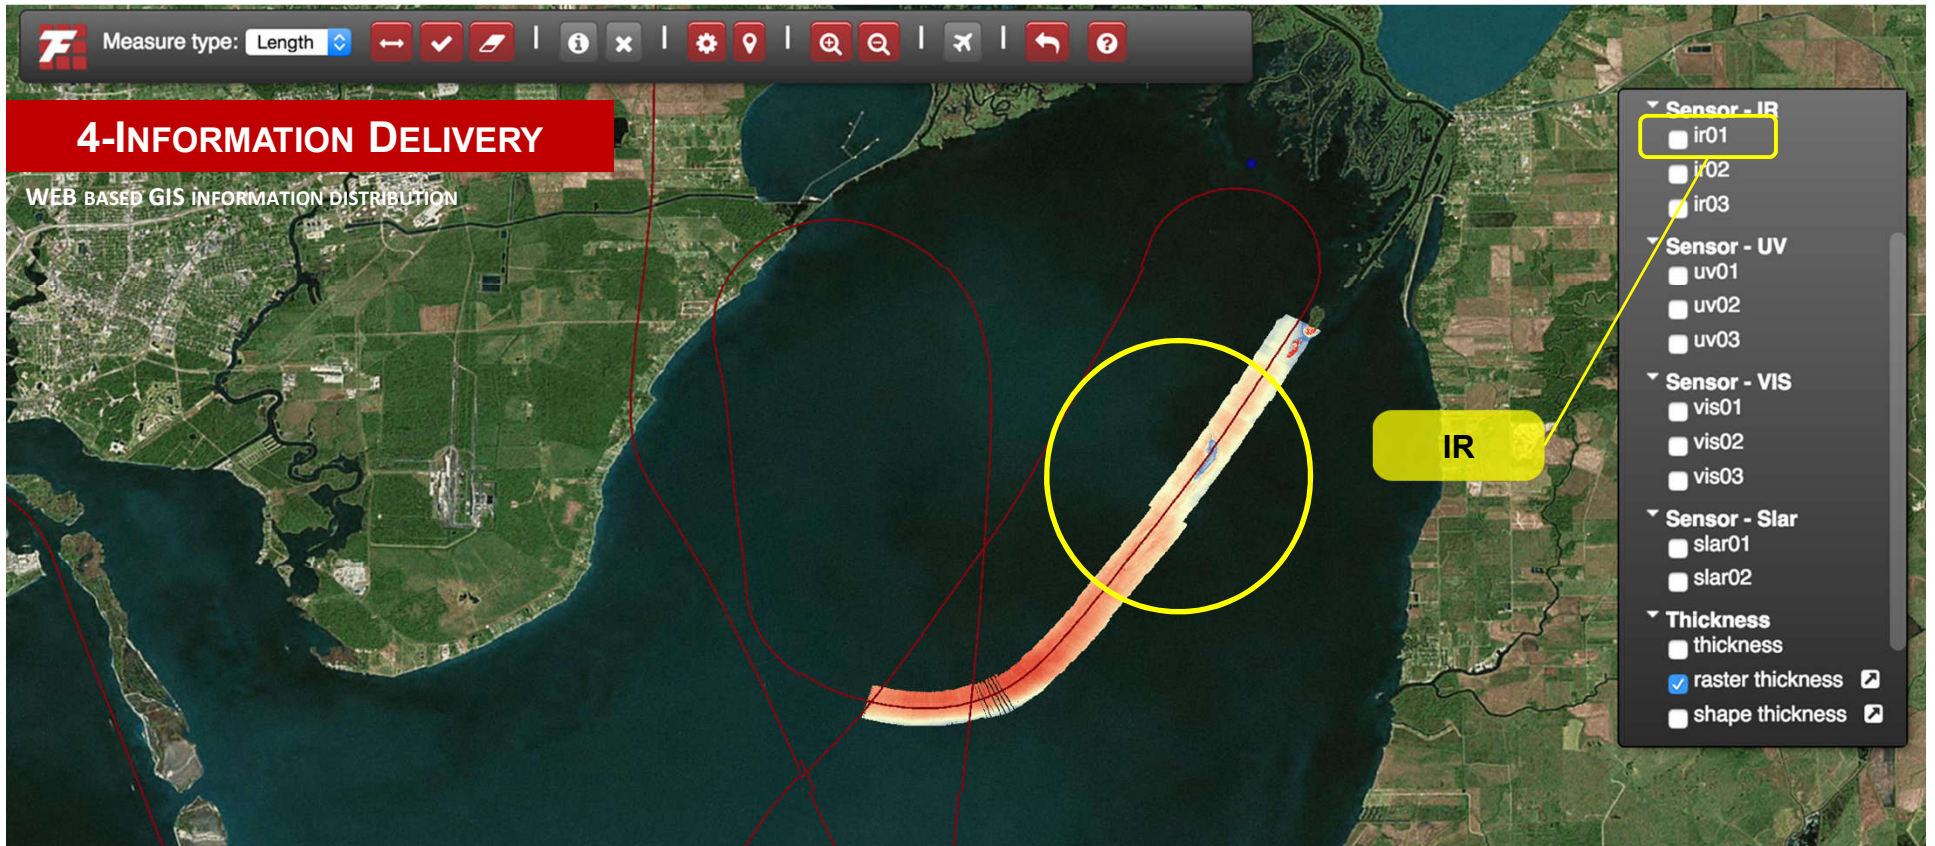 Measure type: Length
4-INFORMATION DELIVERY
WEB BASED GIS INFORMATION DISTRIBUTION
Sensor - IR
ir01
ir02
ir03
Sensor - UV
uv01
uv02
uv03
Sensor - VIS
vis01
vis02
vis03
Sensor - Slar
slar01
slar02
Thickness
thickness
raster thickness
shape thickness
IR